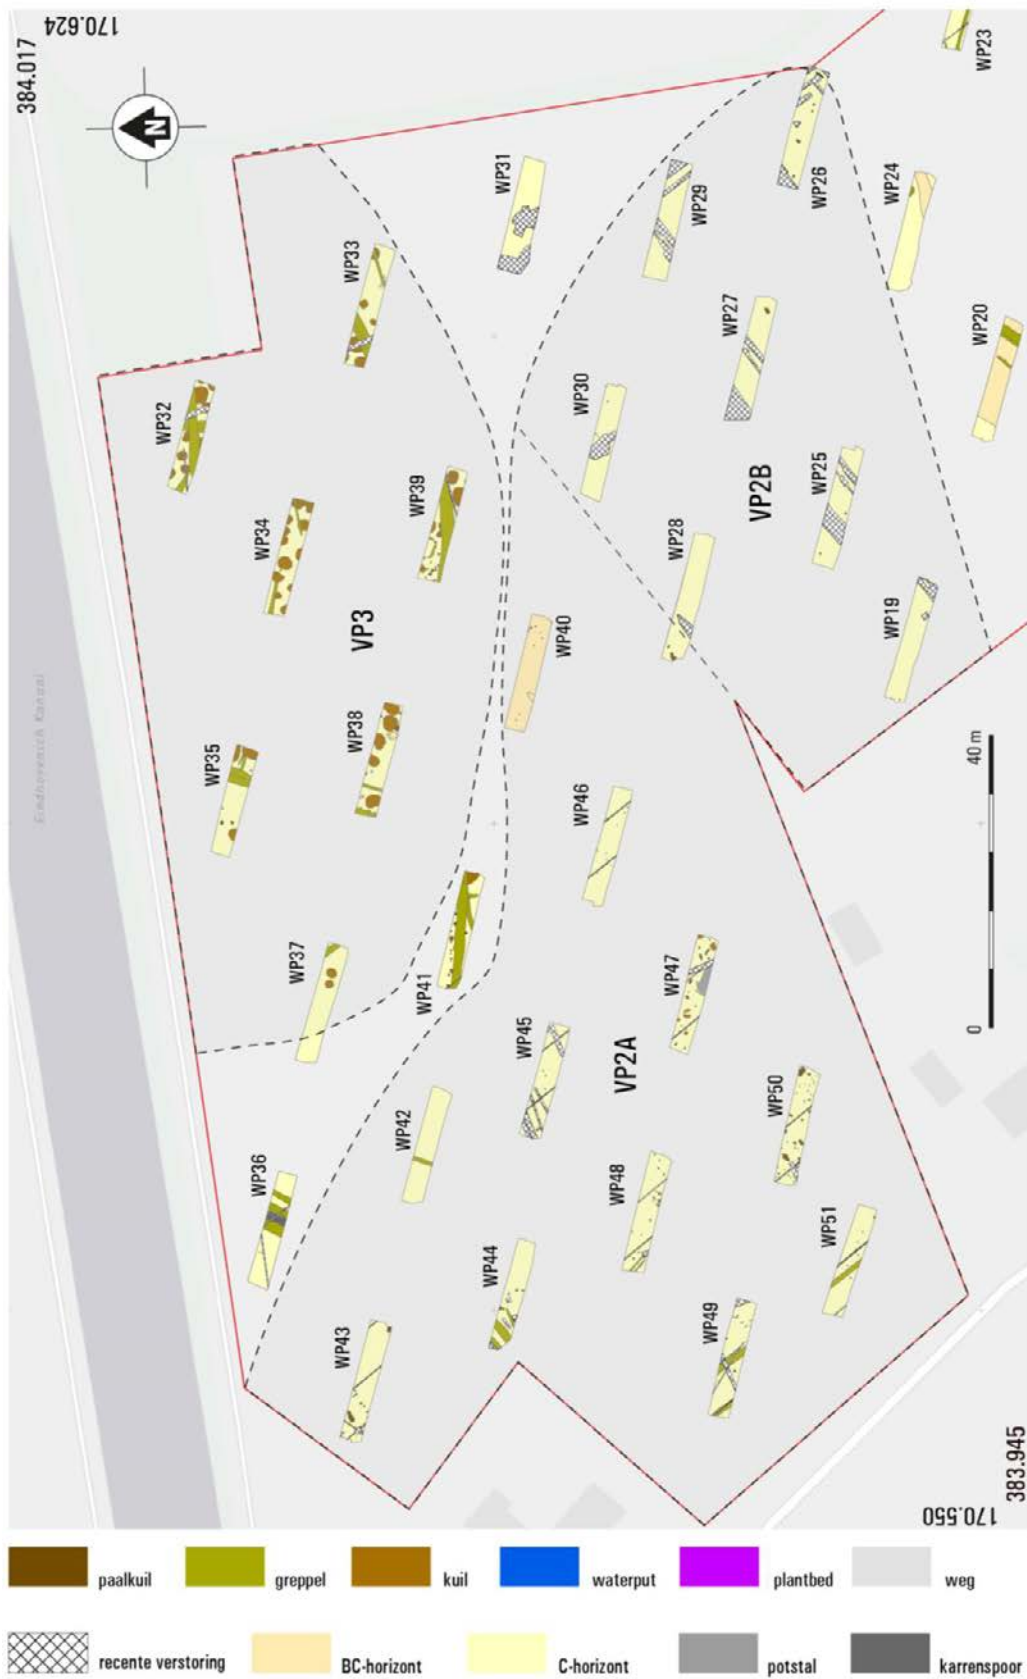 384.017
170.624
N
WP23
WP31
WP33
WP29
WP26
WP24
WP32
WP27
WP20
WP30
WP39
WP34
WP25
VP2B
WP28
VP3
WP40
WP19
WP38
WP35
Eindhovensch Kanaal
WP46
40 m
WP37
WP41
WP47
WP45
VP2A
0
WP42
WP50
WP36
WP48
WP44
WP51
WP43
WP49
383.945
170.550
paalkuil
greppel
kuil
waterput
plantbed
weg
recente verstoring
BC-horizont
C-horizont
potstal
karrenspoor